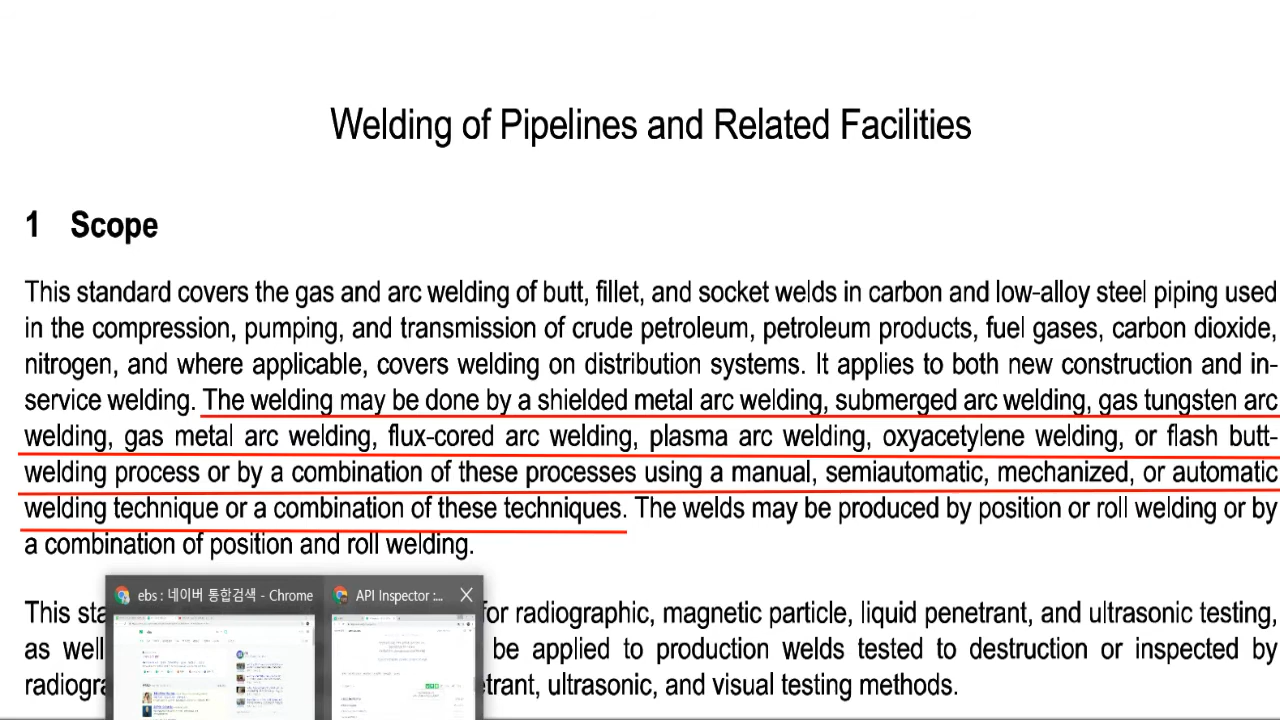 Welding of Pipelines and Related Facilities
1 Scope
This standard covers the gas and arc welding of butt, fillet, and socket welds in carbon and low-alloy steel piping used
in the compression, pumping, and transmission of crude petroleum, petroleum products, fuel gases, carbon dioxide,
nitrogen, and where applicable, covers welding on distribution systems. It applies to both new construction and in-
service welding. The welding may be done by a shielded metal arc welding, submerged arc welding, gas tungsten arc
welding, gas metal arc welding, flux-cored arc welding, plasma arc welding, oxyacetylene welding, or flash butt-
welding process or by a combination of these processes using a manual, semiautomatic, mechanized, or automatic
welding technique or a combination of these techniques. The welds may be produced by position or roll welding or by
a combination of position and roll welding.
ebs : 네이버 통합검색 - Chrome
API Inspector :...
This sta for radiographic, magnetic particle, liquid penetrant, and ultrasonic testing,
as well be applied to production welds tested to destruction or inspected by
radiogra etrant, ultrasonic, and visual testing methods.